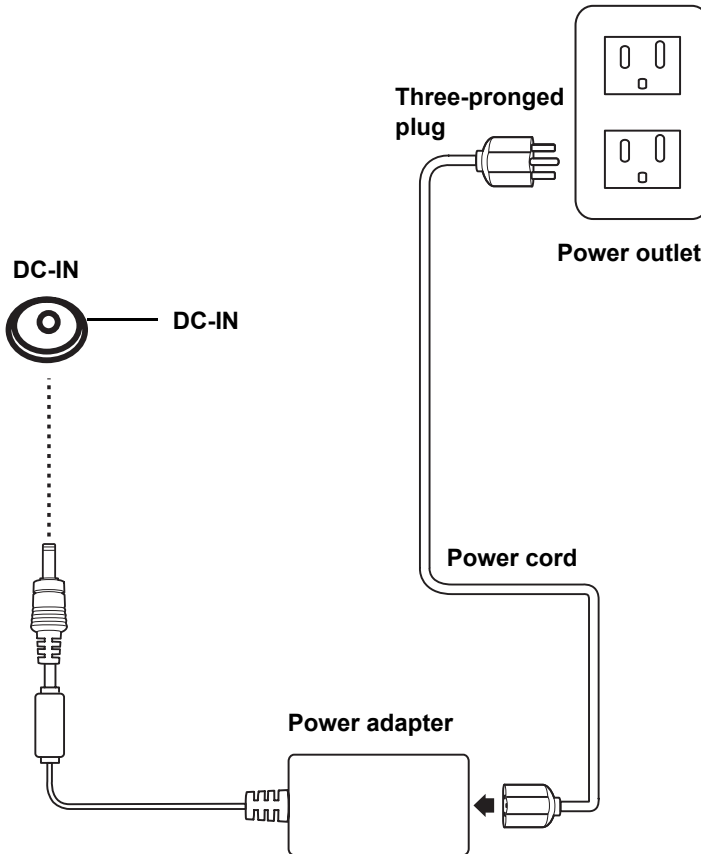 Three-pronged
plug
Power outlet
DC-IN
DC-IN
Power cord
Power adapter